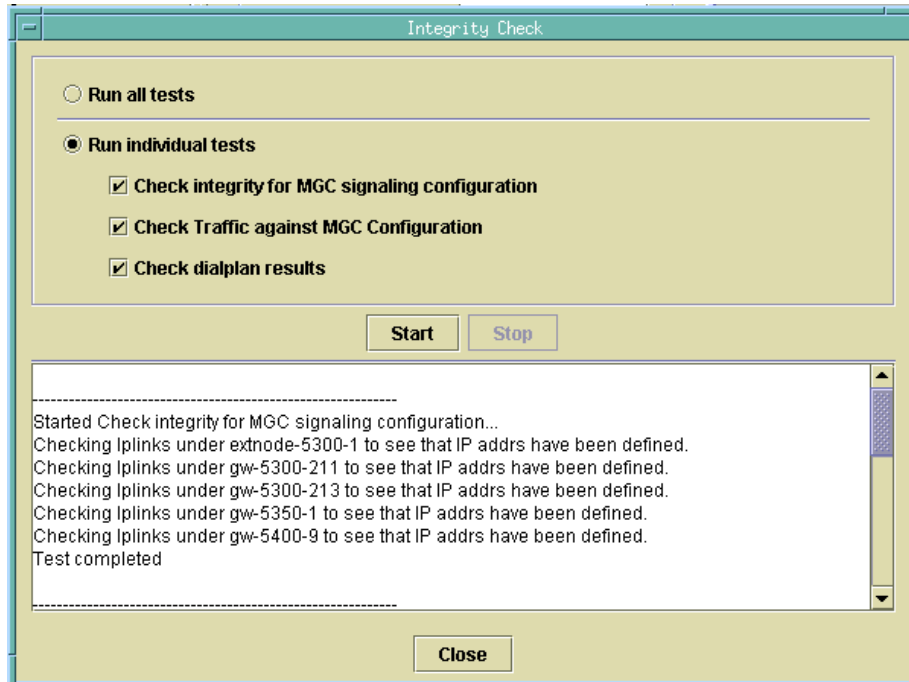 Integrity Check
Run all tests
Run individual tests
Check integrity for MGC signaling configuration
Check Traffic against MGC Configuration
Check dialplan results
Start Stop
------------------------------------------------------------
Started Check integrity for MGC signaling configuration...
Checking Iplinks under extnode-5300-1 to see that IP addrs have been defined.
Checking Iplinks under gw-5300-211 to see that IP addrs have been defined.
Checking Iplinks under gw-5300-213 to see that IP addrs have been defined.
Checking Iplinks under gw-5350-1 to see that IP addrs have been defined.
Checking Iplinks under gw-5400-9 to see that IP addrs have been defined.
Test completed
------------------------------------------------------------
Close